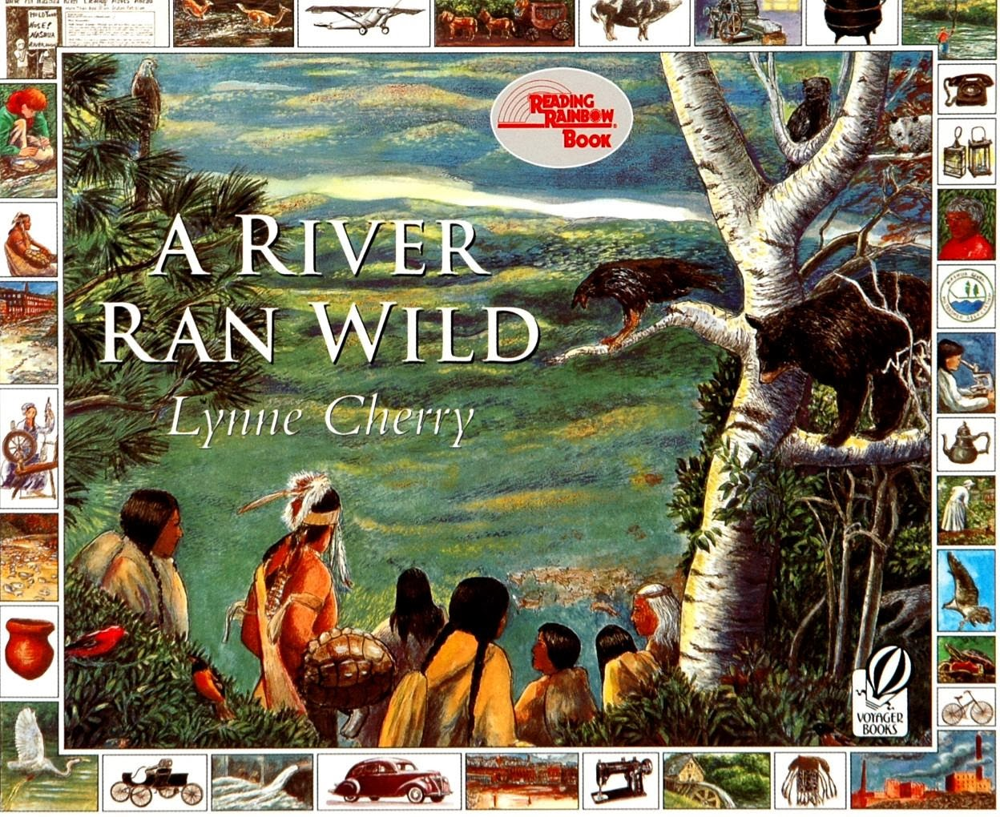 READING
RAINBOW
BOOK
A RIVER
RAN WILD
Lynne Cherry
VOYAGER
BOOKS